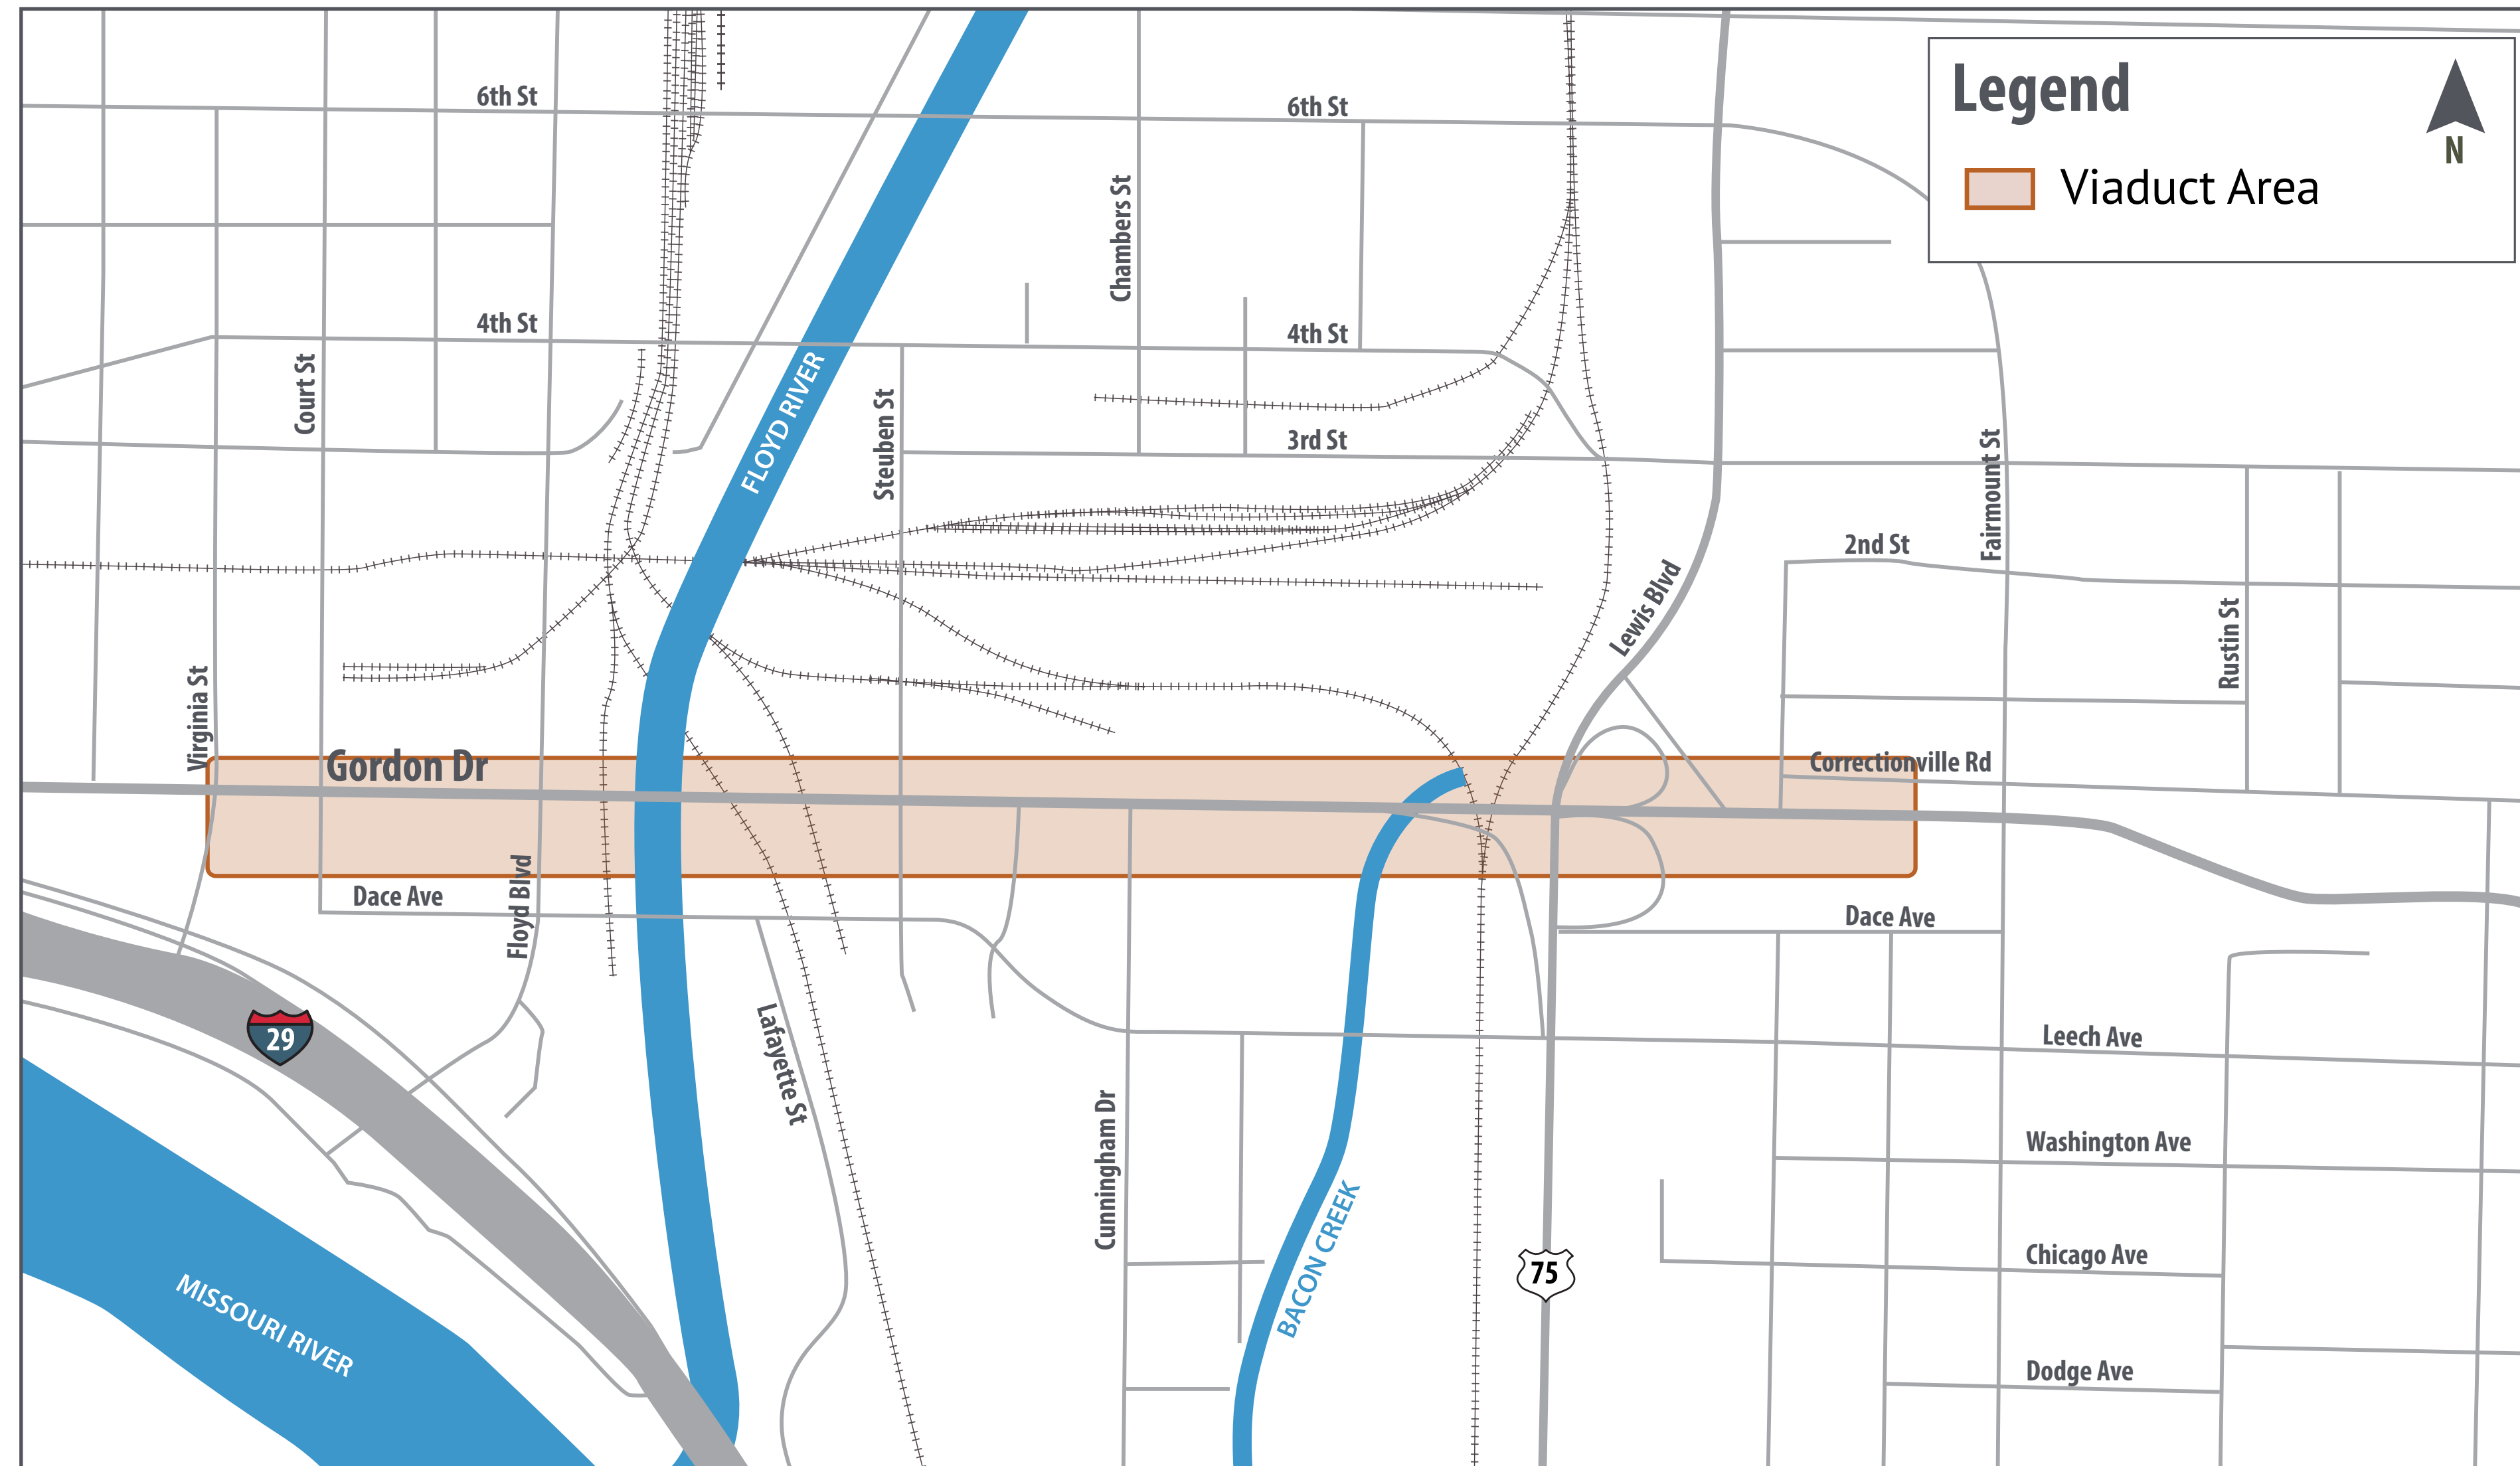 Legend
N
Viaduct Area
6th St
6th St
Chambers St
4th St
4th St
Court St
FLOYD RIVER
Steuben St
3rd St
Fairmount St
2nd St
Lewis Blvd
Rustin St
Virginia St
Gordon Dr
Correctionville Rd
Dace Ave
Floyd Blvd
Dace Ave
29
Lafayette St
Leech Ave
Cunningham Dr
Washington Ave
BACON CREEK
75
Chicago Ave
MISSOURI RIVER
Dodge Ave